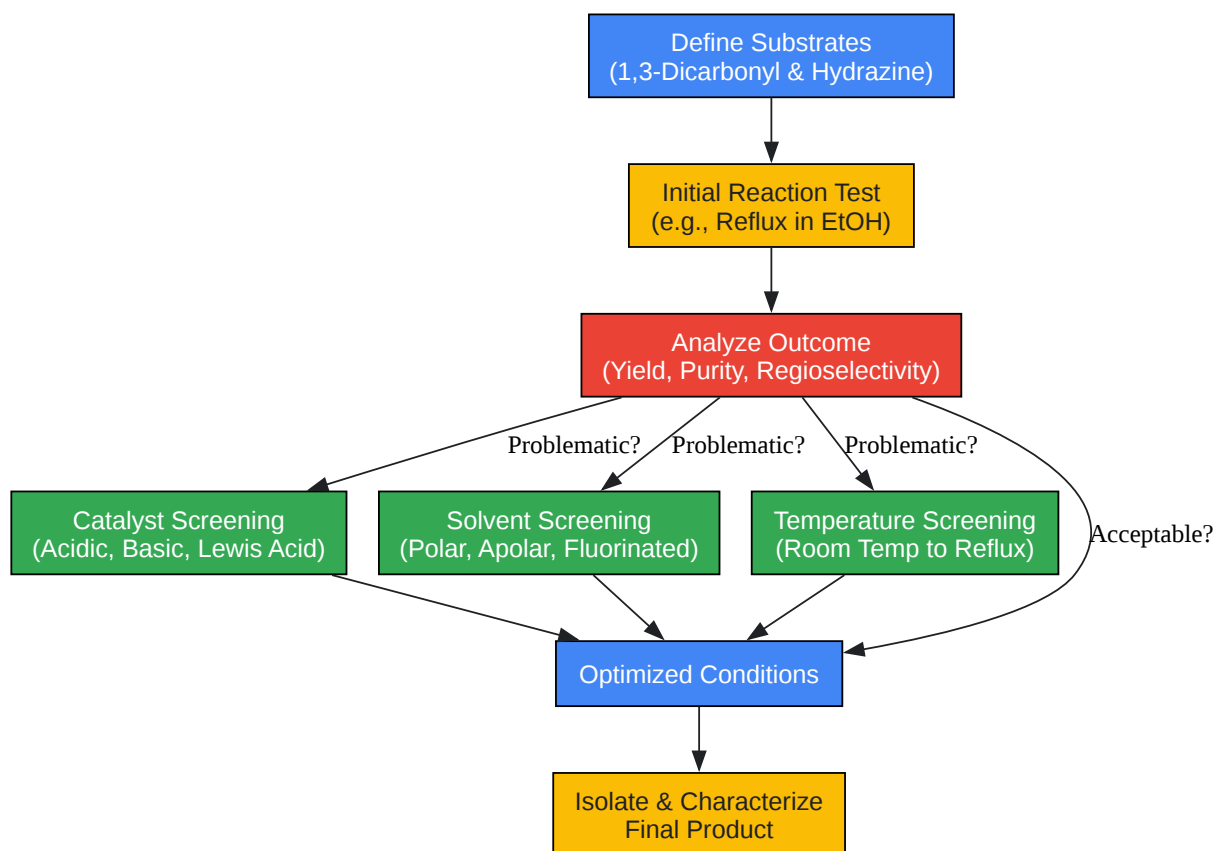 Define Substrates
(1,3-Dicarbonyl & Hydrazine)
Initial Reaction Test
(e.g., Reflux in EtOH)
Analyze Outcome
(Yield, Purity, Regioselectivity)
Problematic?
Problematic?
Problematic?
Acceptable?
Catalyst Screening
(Acidic, Basic, Lewis Acid)
Solvent Screening
(Polar, Apolar, Fluorinated)
Temperature Screening
(Room Temp to Reflux)
Optimized Conditions
Isolate & Characterize
Final Product